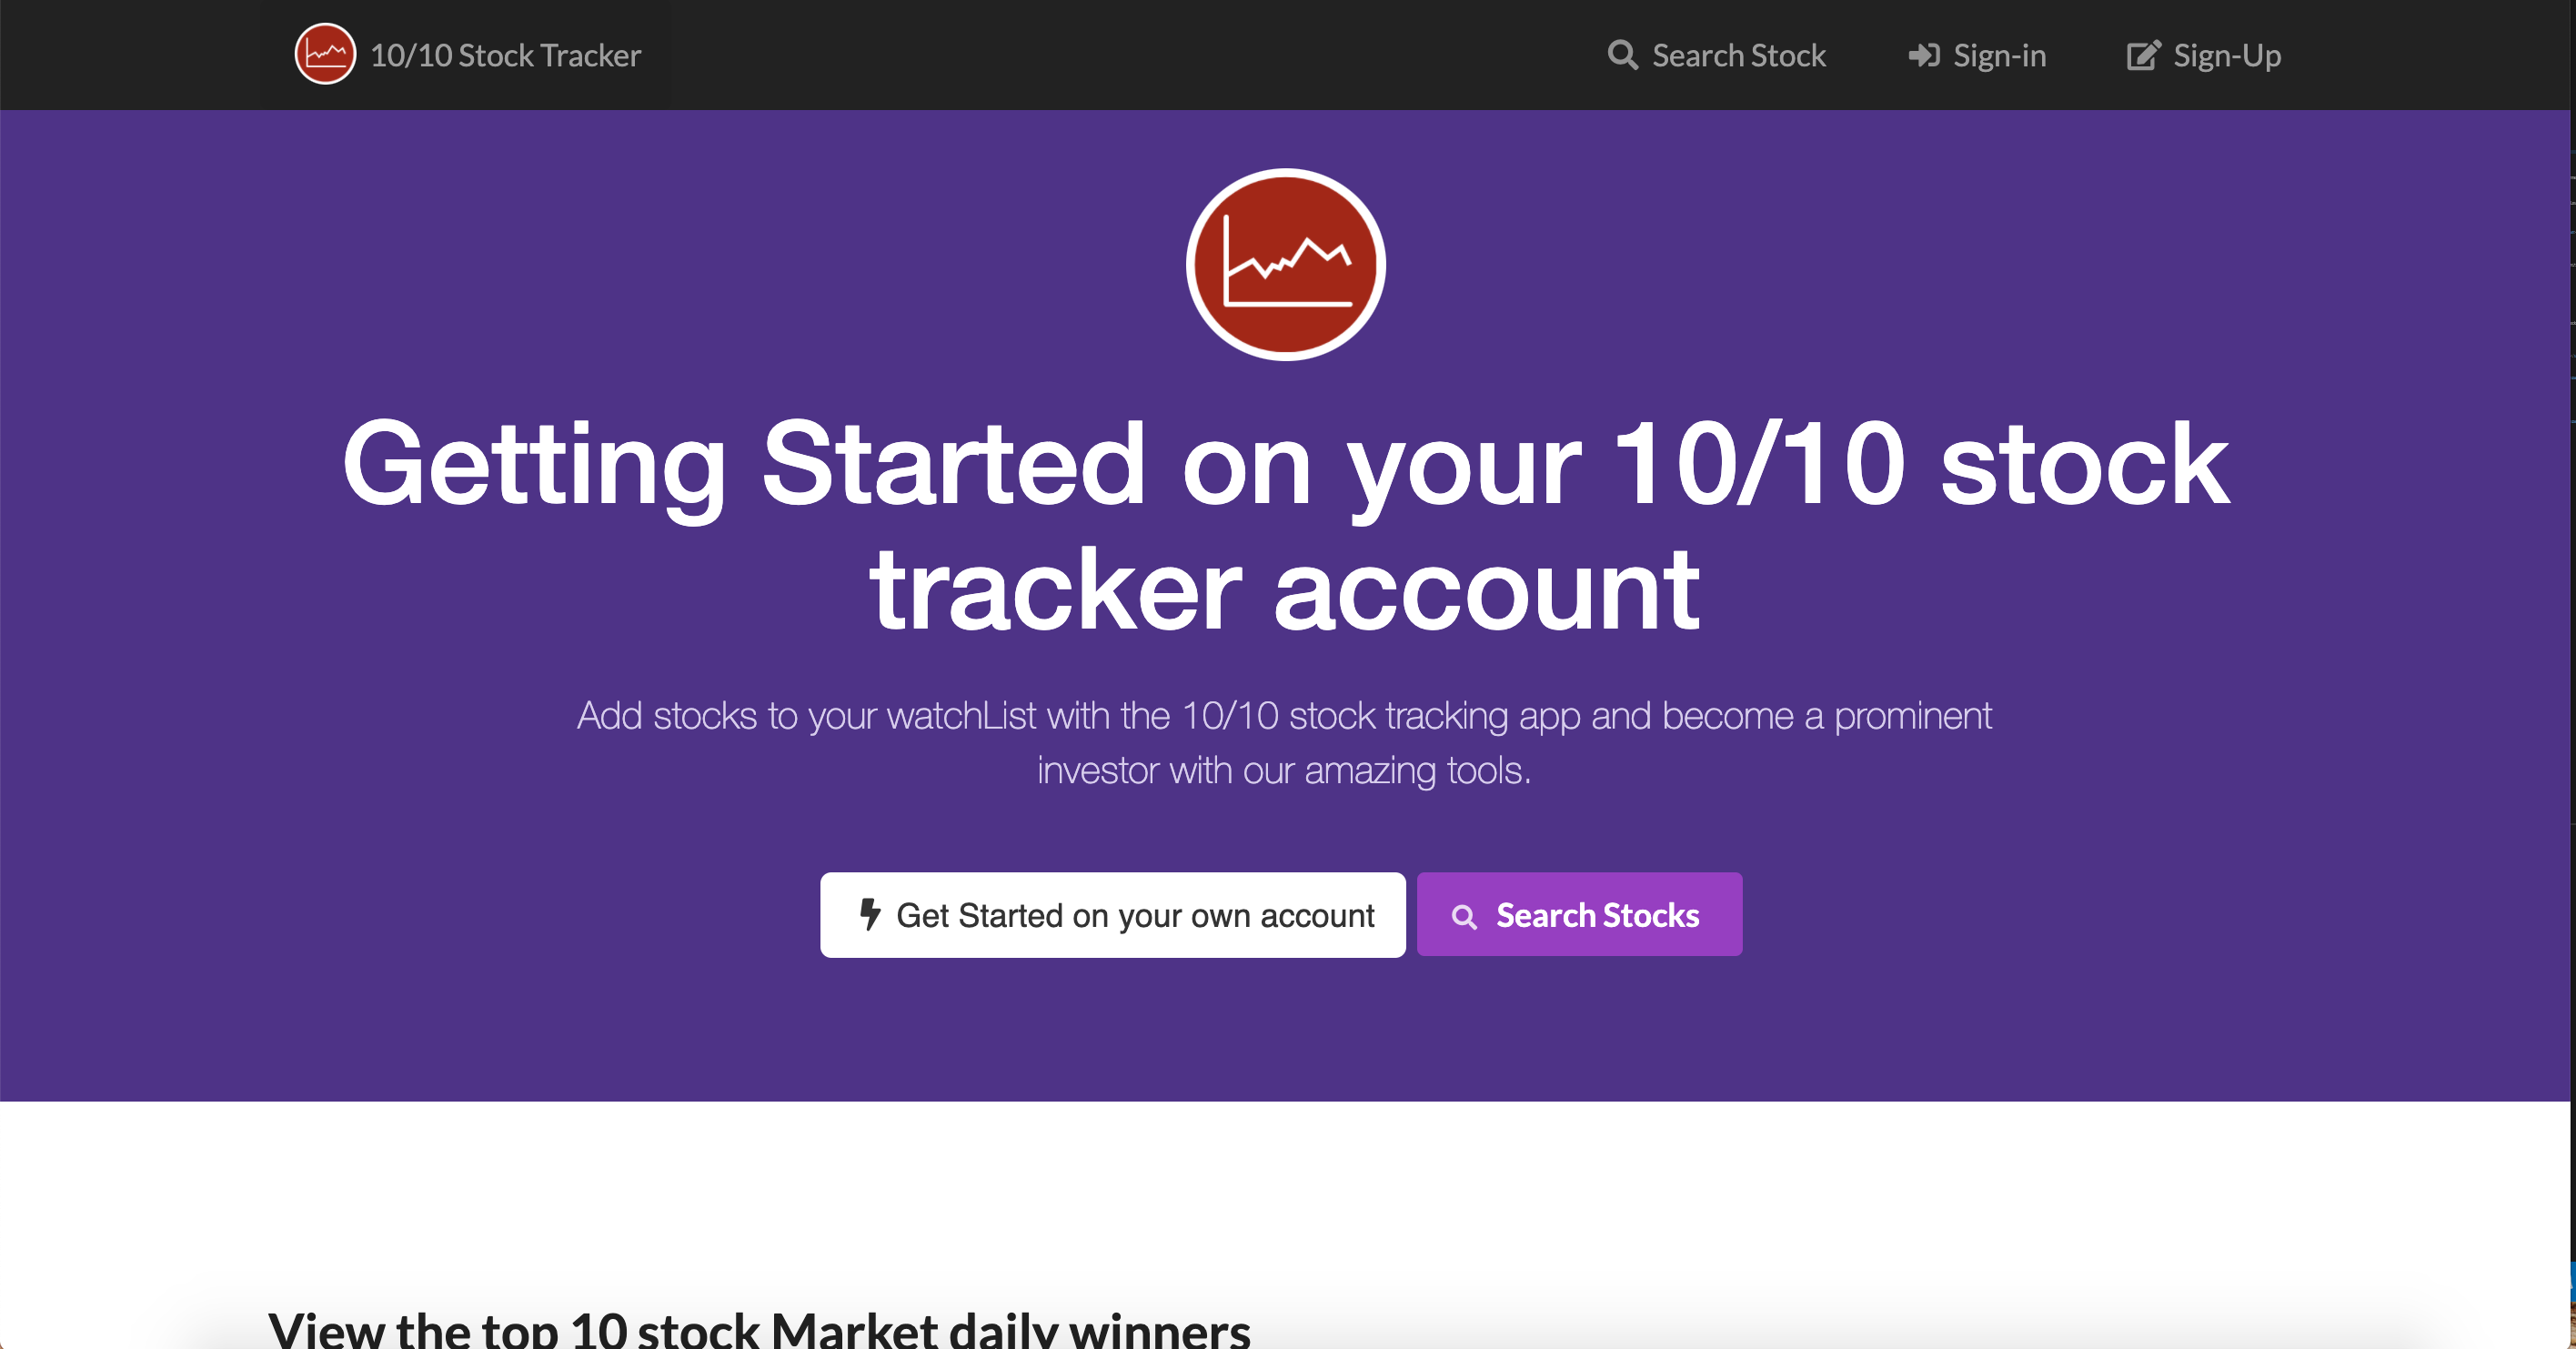 10/10 Stock Tracker
Search Stock
Sign-in
Sign-Up
Getting Started on your 10/10 stock
tracker account
Add stocks to your watchList with the 10/10 stock tracking app and become a prominent
investor with our amazing tools.
Get Started on your own account
Search Stocks
View the top 10 stock Market daily winners